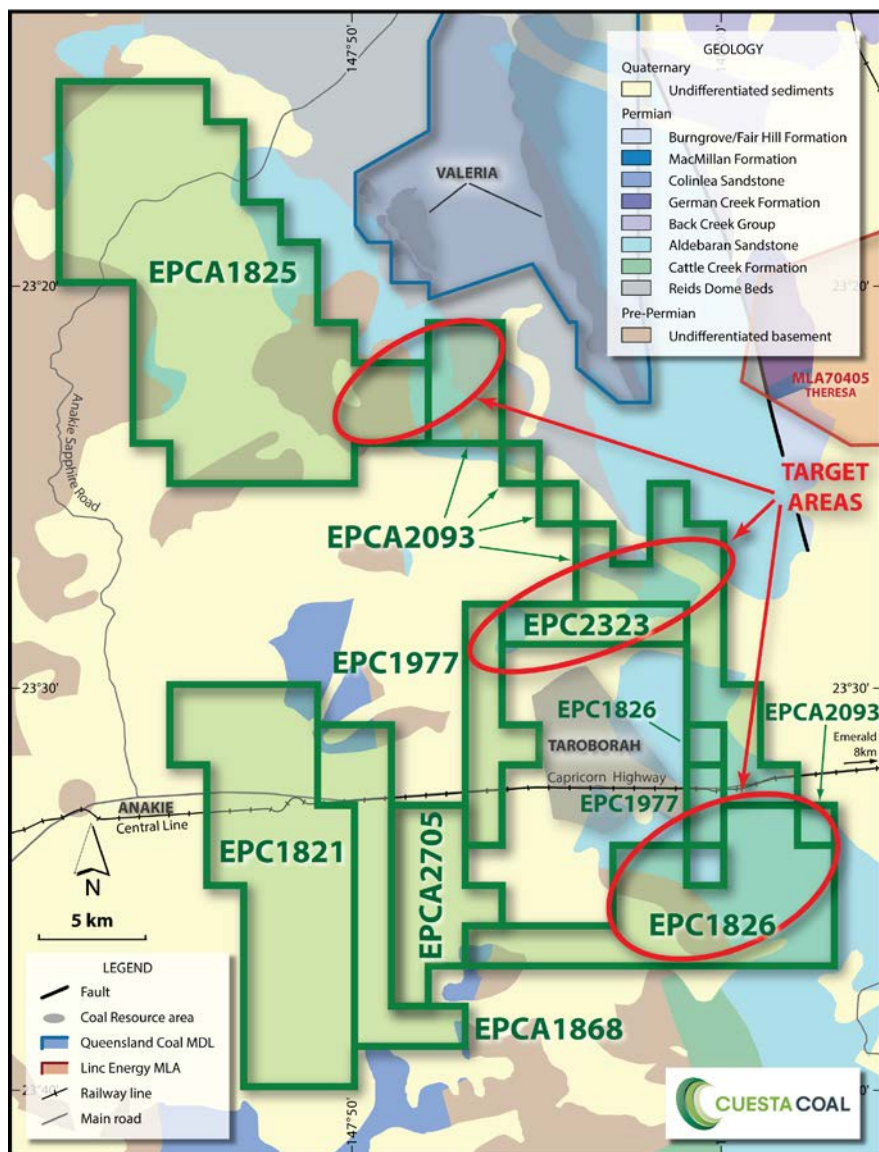 147°50'
GEOLOGY
Quaternary
Undifferentiated sediments
Permian
Burngrove/Fair Hill Formation
MacMillan Formation
Colinlea Sandstone
German Creek Formation
Back Creek Group
Aldebaran Sandstone
Cattle Creek Formation
Reids Dome Beds
Pre-Permian
Undifferentiated basement
VALERIA
EPCA1825
23°20'
23°20'
MLA70405
THERESA
Anakie Sapphire Road
TARGET
AREAS
EPCA2093
EPC2323
EPC1977
23°30'
23°30'
EPC1826
EPCA2093
TAROBORAH
Emerald
8km
Capricorn Highway
EPC1977
ANAKIE
Central Line
EPC1821
EPCA2705
N
5 km
EPC1826
LEGEND
Fault
Coal Resource area
Queensland Coal MDL
Linc Energy MLA
Railway line
Main road
EPCA1868
23°40'
147°50'
CUESTA COAL